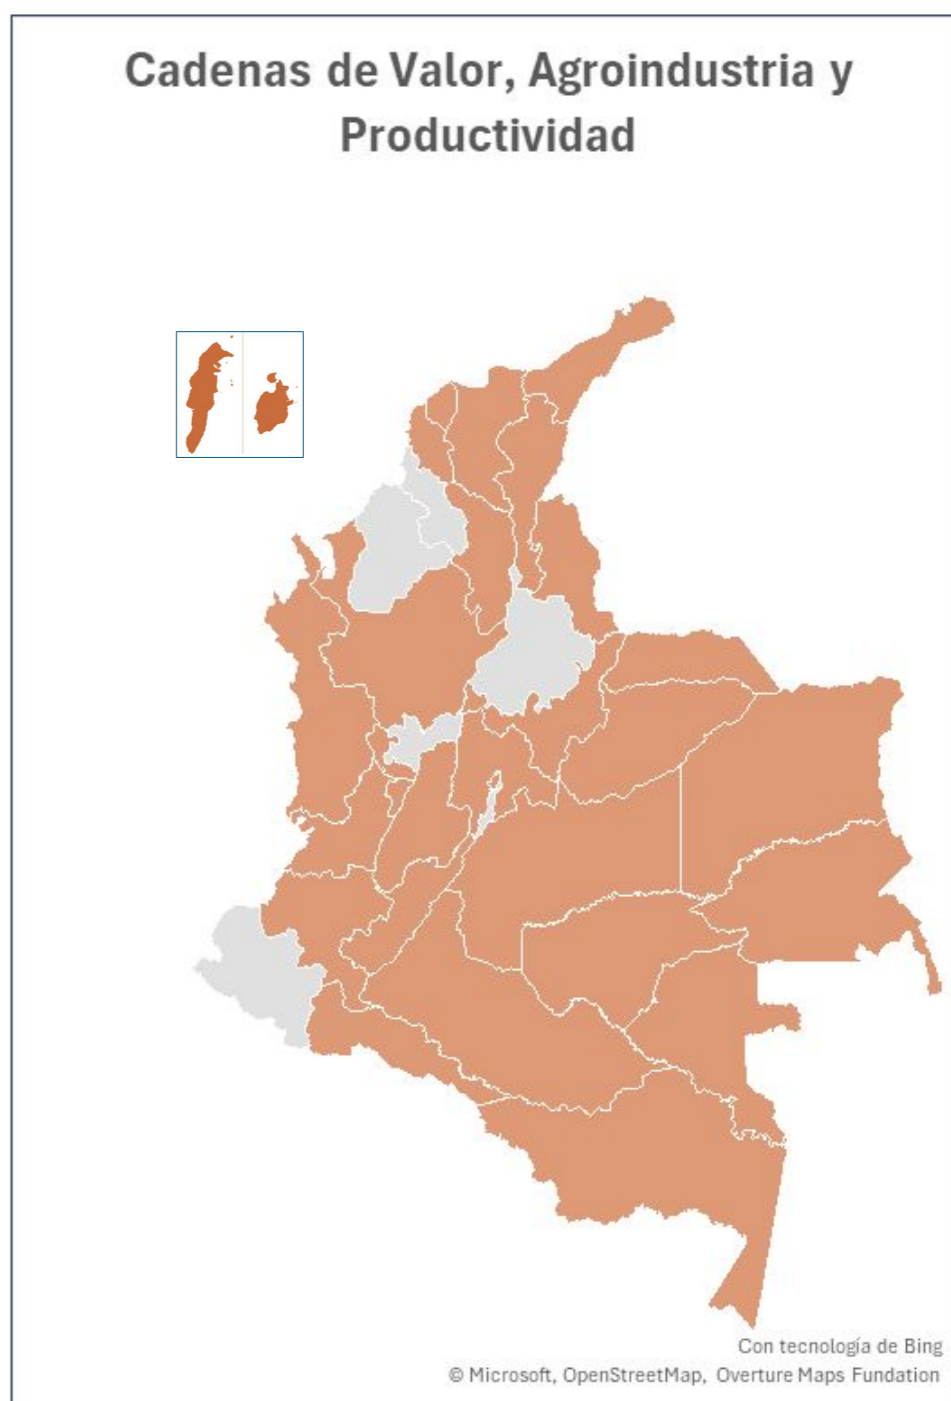 Cadenas de Valor, Agroindustria y
Productividad
Con tecnología de Bing
© Microsoft, OpenStreetMap, Overture Maps Fundation